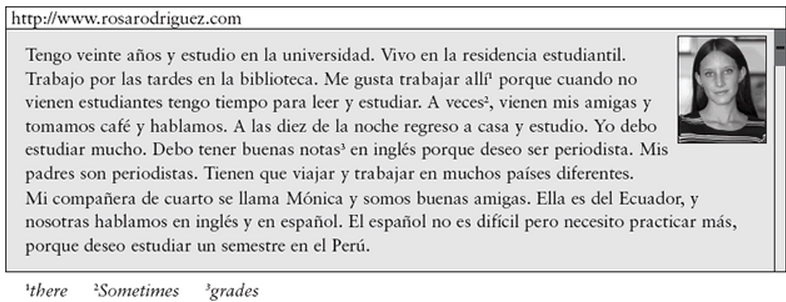 http://www.rosarodriguez.com
Tengo veinte años y estudio en la universidad. Vivo en la residencia estudiantil.
Trabajo por las tardes en la biblioteca. Me gusta trabajar allí¹ porque cuando no
vienen estudiantes tengo tiempo para leer y estudiar. A veces², vienen mis amigas y
tomamos café y hablamos. A las diez de la noche regreso a casa y estudio. Yo debo
estudiar mucho. Debo tener buenas notas³ en inglés porque deseo ser periodista. Mis
padres son periodistas. Tienen que viajar y trabajar en muchos países diferentes.
Mi compañera de cuarto se llama Mónica y somos buenas amigas. Ella es del Ecuador, y
nosotras hablamos en inglés y en español. El español no es difícil pero necesito practicar más,
porque deseo estudiar un semestre en el Perú.
¹there ²Sometimes ³grades